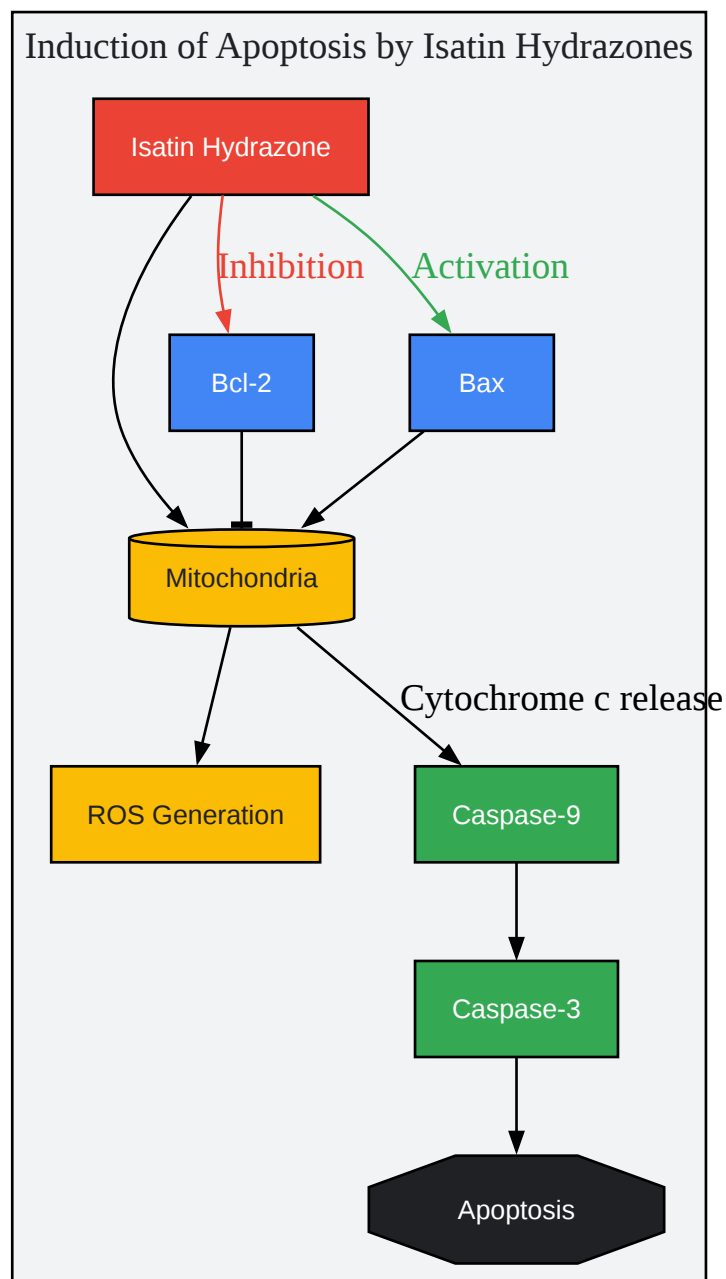 Induction of Apoptosis by Isatin Hydrazones
Isatin Hydrazone
Inhibition
Activation
Bcl-2
Bax
Mitochondria
Cytochrome c release
ROS Generation
Caspase-9
Caspase-3
Apoptosis